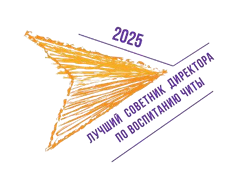 2025
ЛУЧШИЙ СОВЕТНИК ДИРЕКТОРА
ПО ВОСПИТАНИЮ ЧИТЫ